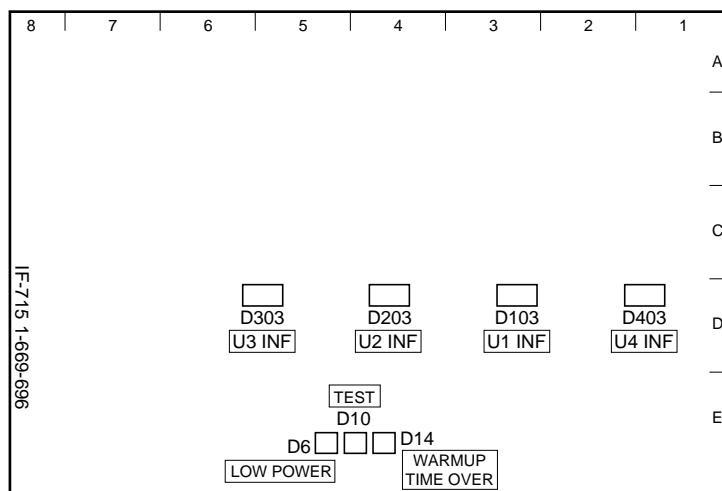 8 7 6 5 4 3 2 1
A
B
C
D
E
IF-715 1-669-696
D303 D203 D103 D403
U3 INF U2 INF U1 INF U4 INF
TEST
D10
D6 D14
LOW POWER
WARMUP
TIME OVER